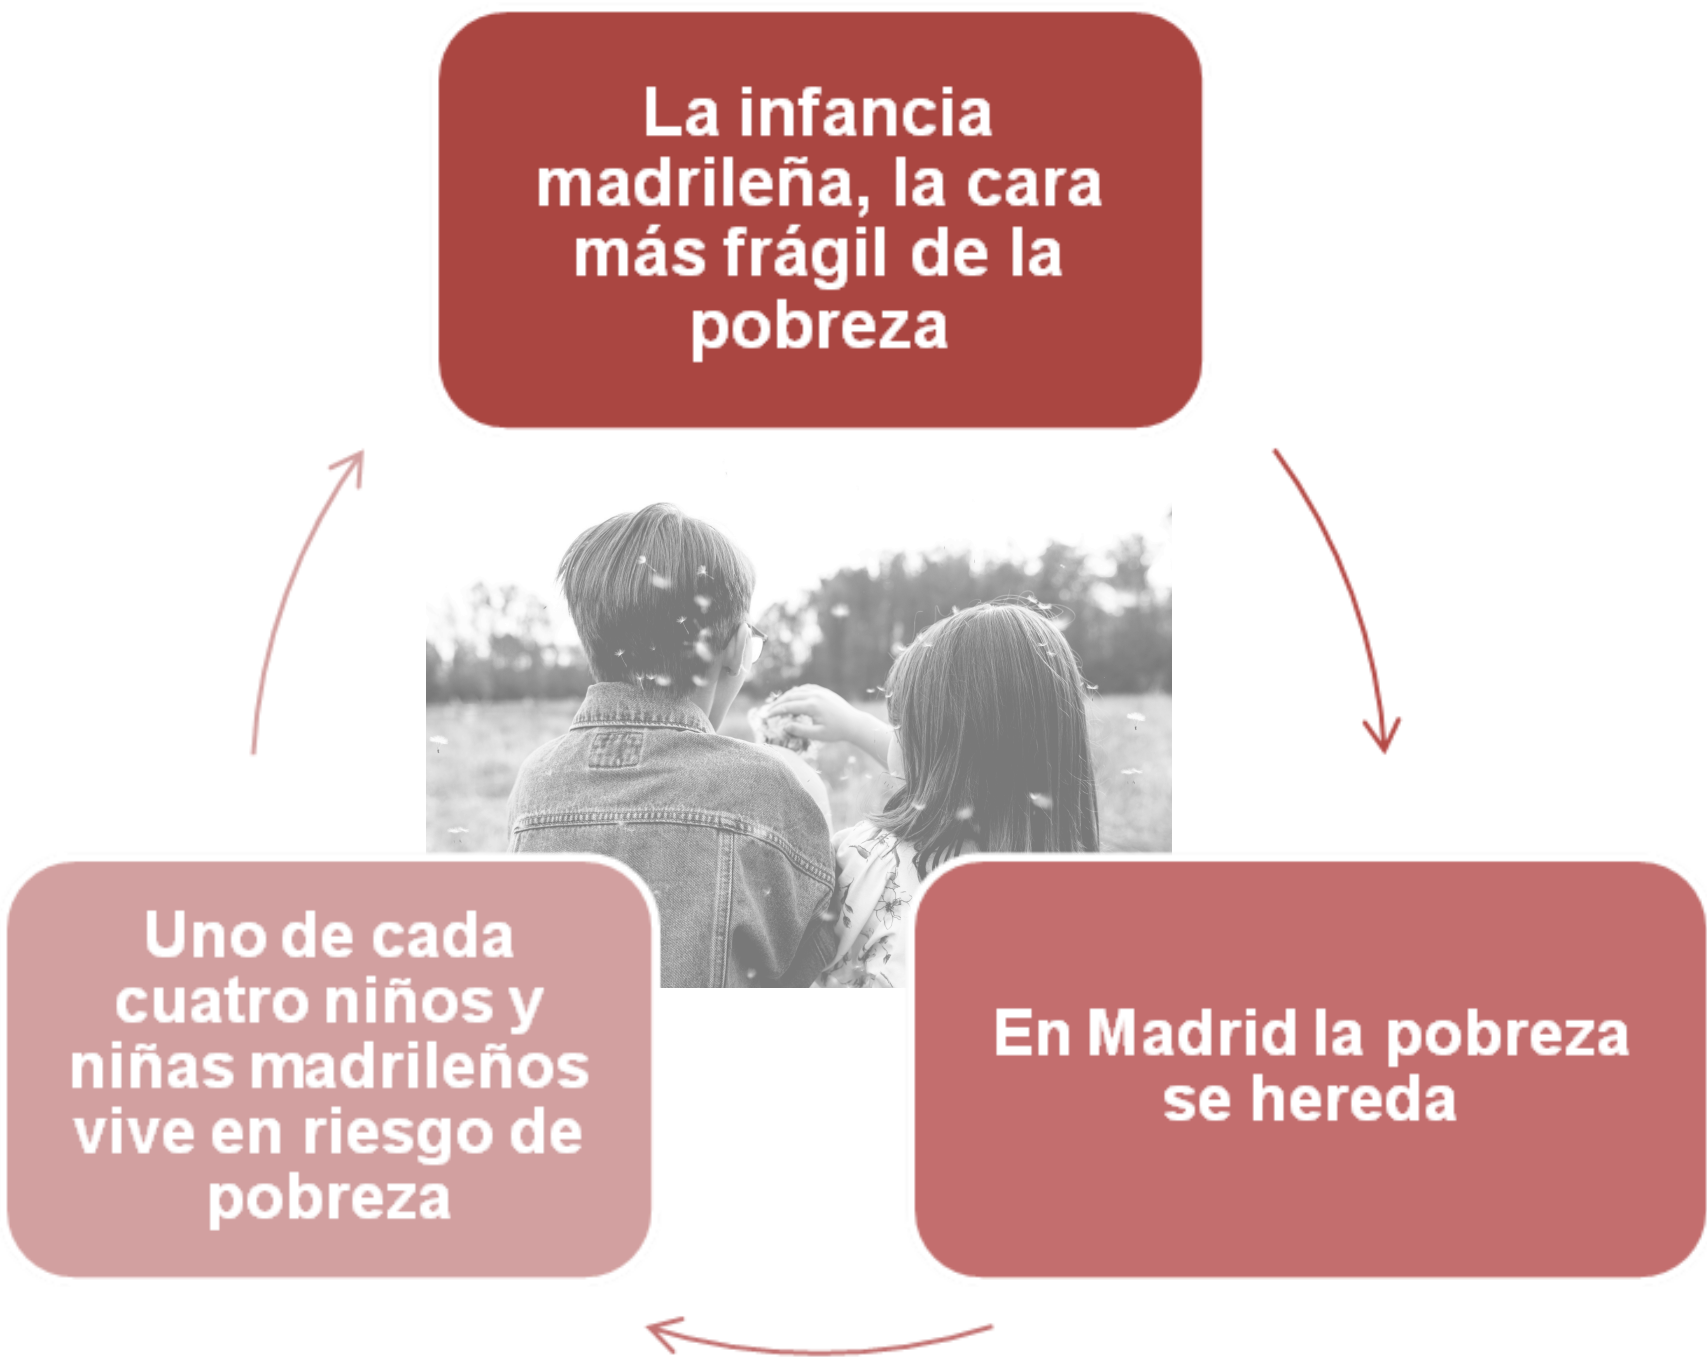 La infancia
madrileña, la cara
más frágil de la
pobreza
En Madrid la pobreza
se hereda
Uno de cada
cuatro niños y
niñas madrileños
vive en riesgo de
pobreza